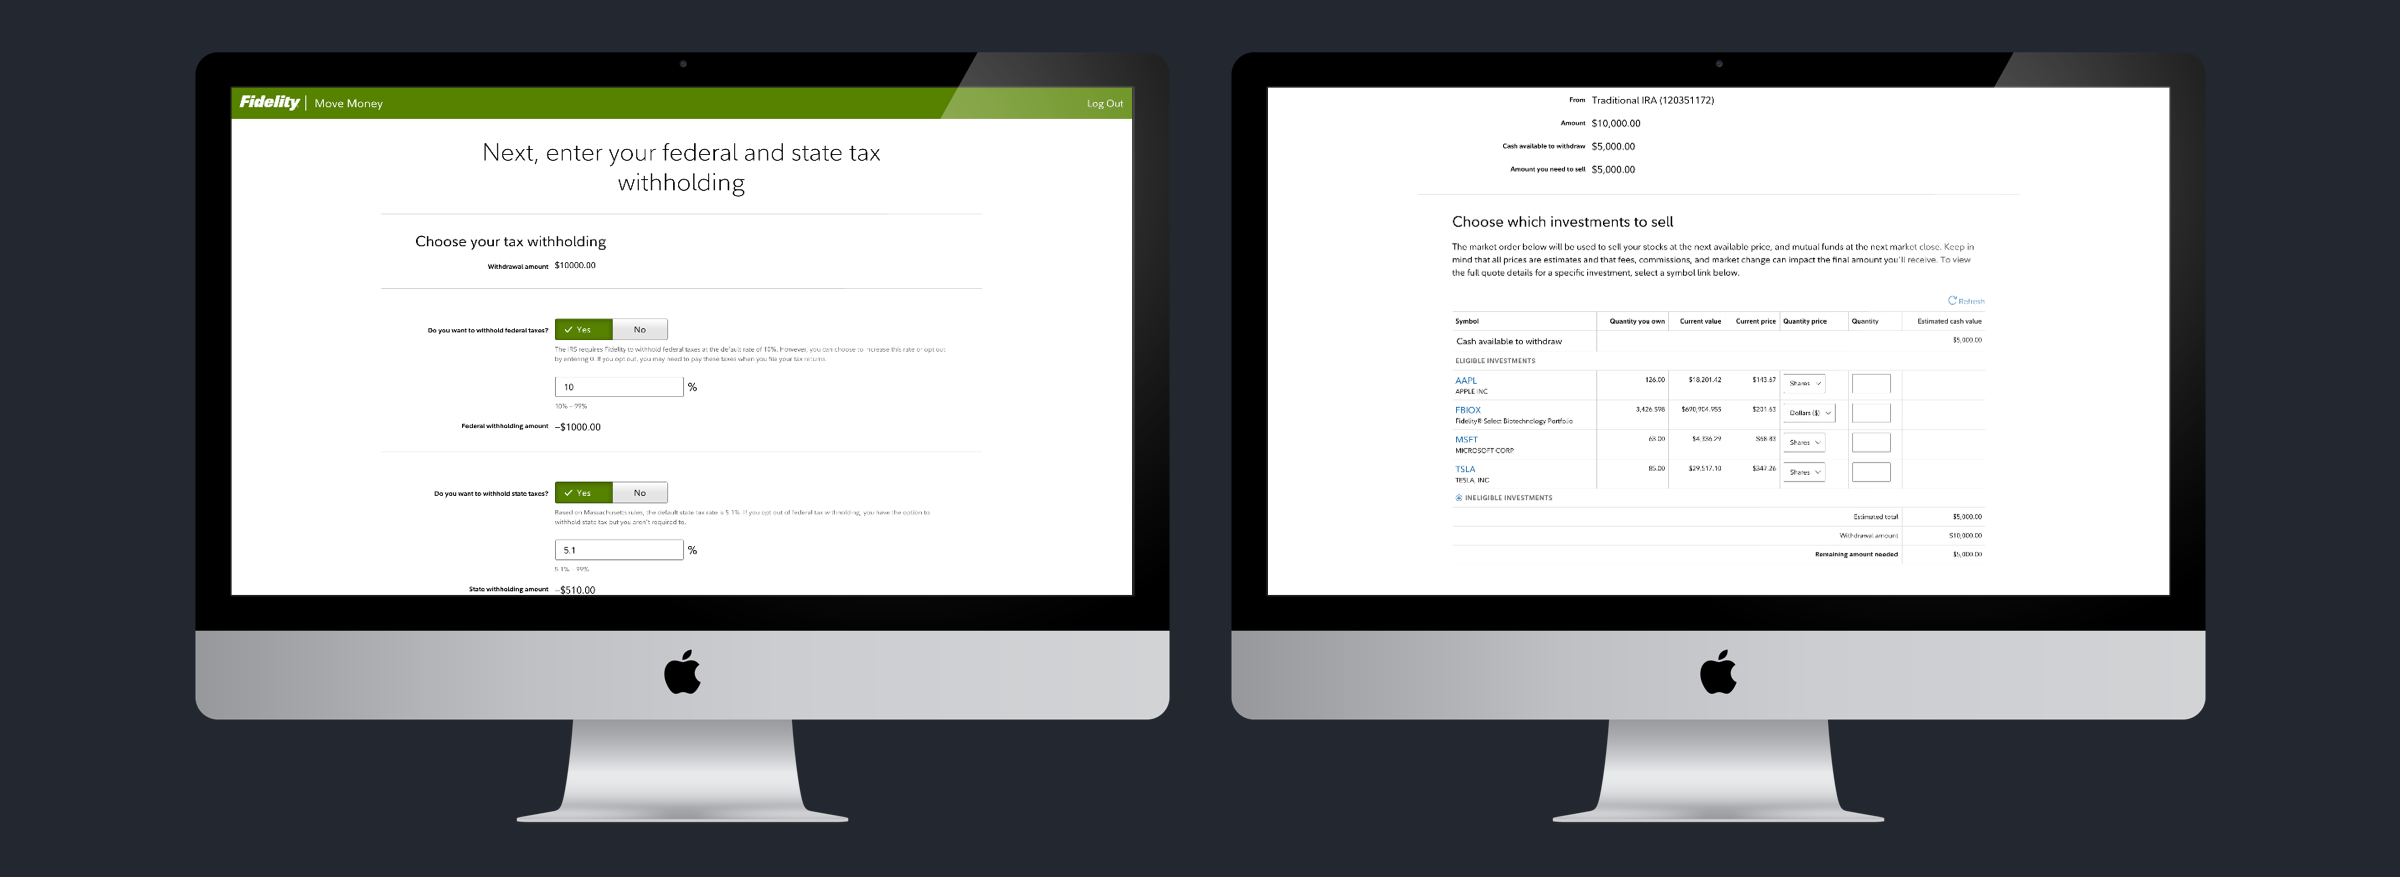 Fidelity | Move Money
Log Out
Next, enter your federal and state tax
withholding
Choose your tax withholding
Withdrawal amount $10000.00
Do you want to withhold federal taxes? Yes No
The IRS requires Fidelity to withhold federal taxes at the default rate of 10%. However, you can choose to increase this rate or opt out
by entering 0. If you opt out, you may need to pay these taxes when you file your tax returns.
10 %
10% – 99%
Federal withholding amount –$1000.00
Do you want to withhold state taxes? Yes No
Based on Massachusetts rules, the default state tax rate is 5.1%. If you opt out of federal tax withholding, you have the option to
withhold state tax but you aren't required to.
5.1 %
5.1% – 99%
State withholding amount –$510.00
From Traditional IRA (120351172)
Amount $10,000.00
Cash available to withdraw $5,000.00
Amount you need to sell $5,000.00
Choose which investments to sell
The market order below will be used to sell your stocks at the next available price, and mutual funds at the next market close. Keep in
mind that all prices are estimates and that fees, commissions, and market change can impact the final amount you'll receive. To view
the full quote details for a specific investment, select a symbol link below.
Refresh
Symbol Quantity you own Current value Current price Quantity price Quantity Estimated cash value
Cash available to withdraw $5,000.00
ELIGIBLE INVESTMENTS
AAPL 126.00 $18,201.42 $143.67 Shares
APPLE INC
FBIOX 3,426.598 $690,904.955 $201.63 Dollars ($)
Fidelity® Select Biotechnology Portfolio
MSFT 63.00 $4,336.29 $68.83 Shares
MICROSOFT CORP
TSLA 85.00 $29,517.10 $347.26 Shares
TESLA, INC
INELIGIBLE INVESTMENTS
Estimated total $5,000.00
Withdrawal amount $10,000.00
Remaining amount needed $5,000.00